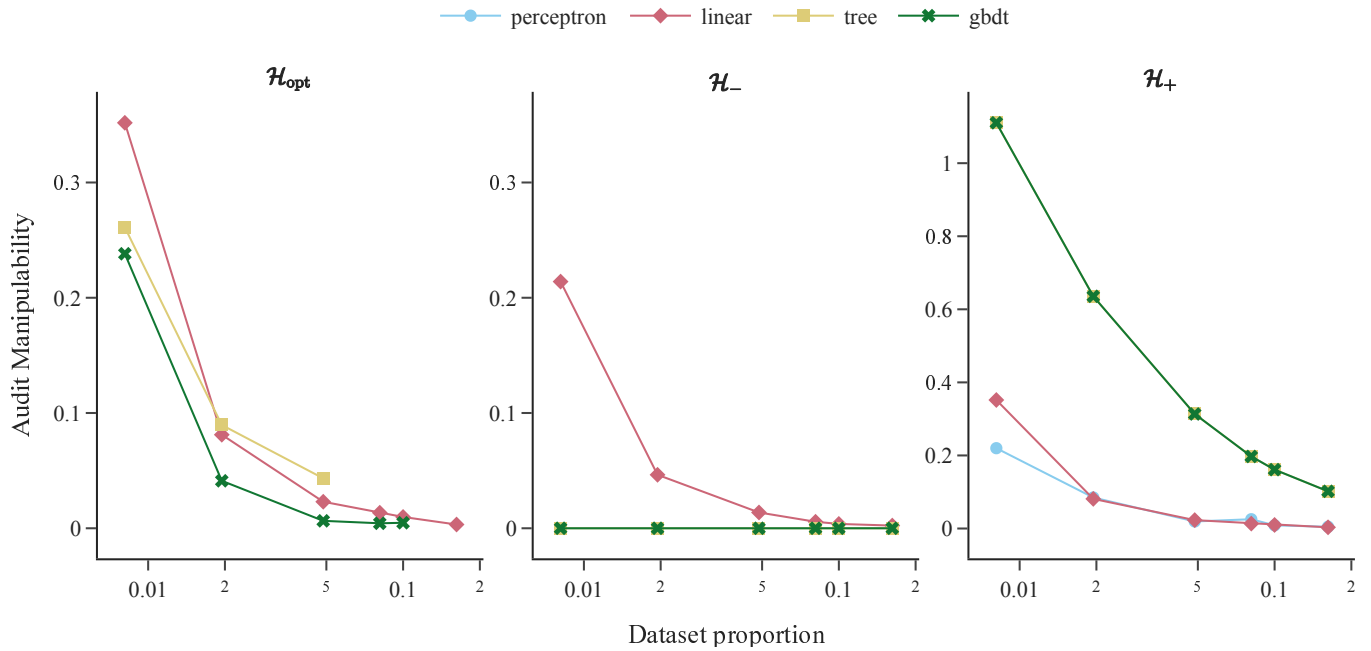 perceptron linear tree gbdt
ℋopt
ℋ−
ℋ+
Audit Manipulability
0.3
0.2
0.1
0
0.01 2 5 0.1 2
0.3
0.2
0.1
0
0.01 2 5 0.1 2
1
0.8
0.6
0.4
0.2
0
0.01 2 5 0.1 2
Dataset proportion